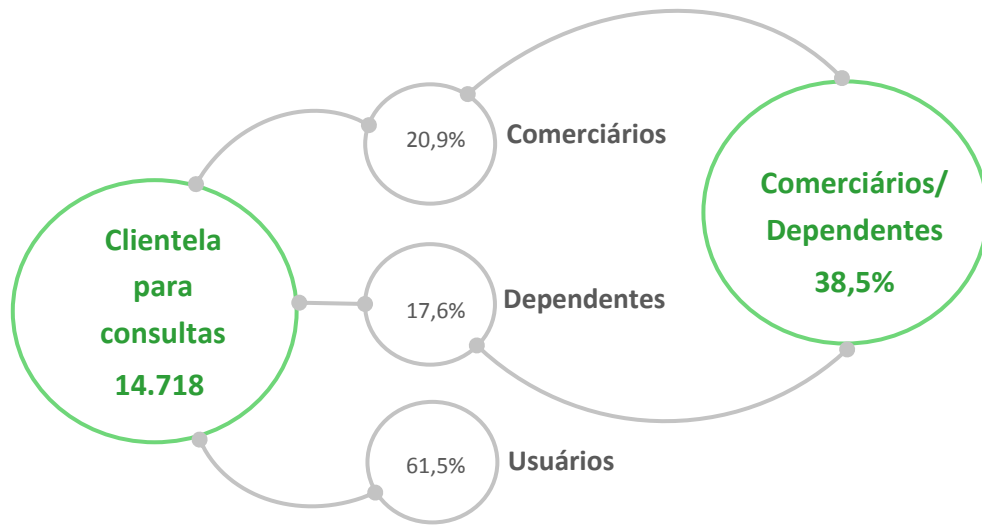 Clientela
para
consultas
14.718
20,9%
Comerciários
17,6%
Dependentes
61,5%
Usuários
Comerciários/
Dependentes
38,5%